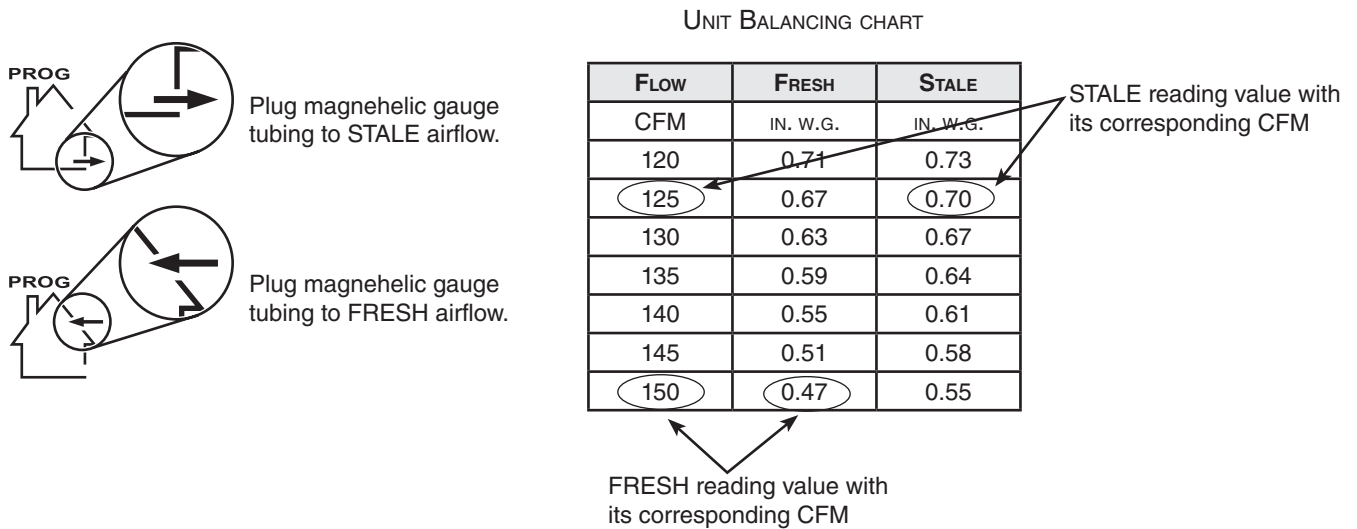 UNIT BALANCING CHART
PROG
Plug magnehelic gauge
tubing to STALE airflow.
PROG
Plug magnehelic gauge
tubing to FRESH airflow.
FLOW FRESH STALE
CFM IN. W.G. IN. W.G.
120 0.71 0.73
125 0.67 0.70
130 0.63 0.67
135 0.59 0.64
140 0.55 0.61
145 0.51 0.58
150 0.47 0.55
STALE reading value with
its corresponding CFM
FRESH reading value with
its corresponding CFM